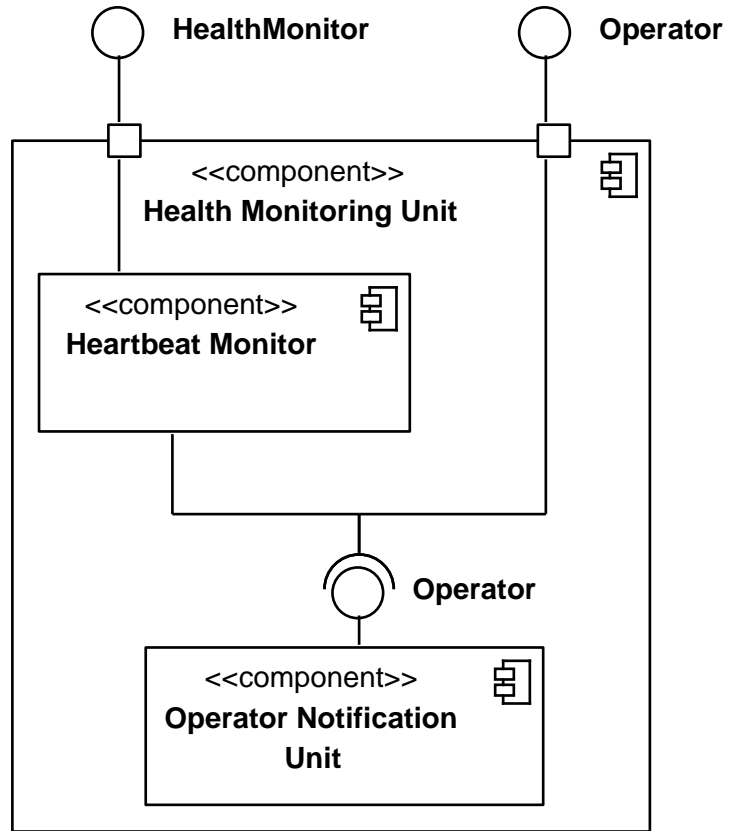 HealthMonitor
Operator
<<component>>
Health Monitoring Unit
<<component>>
Heartbeat Monitor
Operator
<<component>>
Operator Notification
Unit